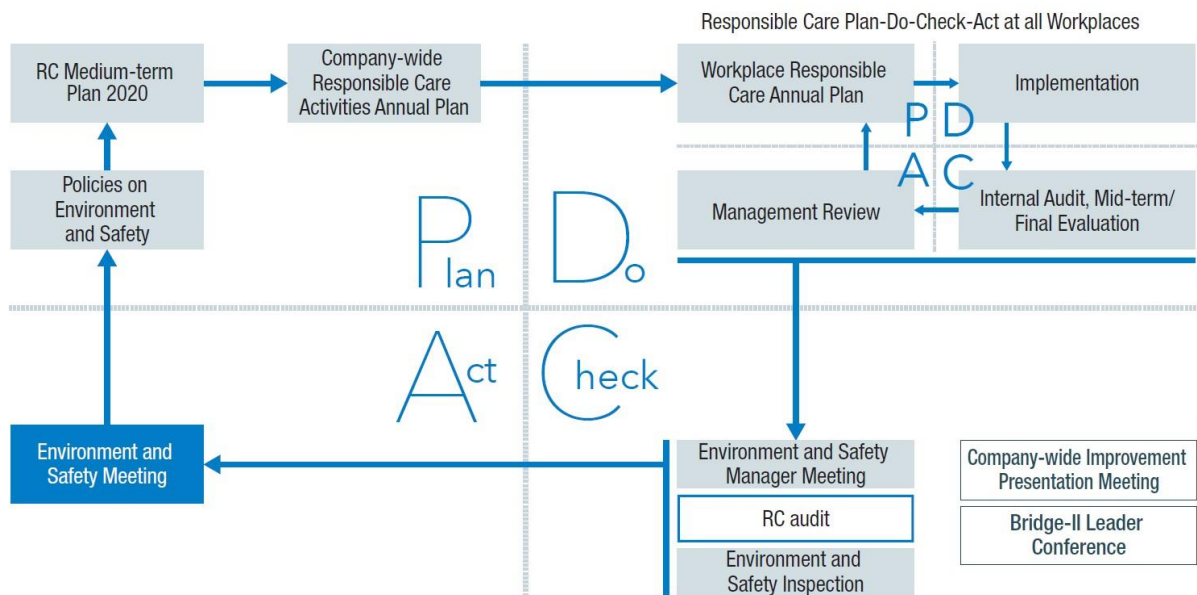 Responsible Care Plan-Do-Check-Act at all Workplaces
RC Medium-term
Plan 2020
Company-wide
Responsible Care
Activities Annual Plan
Workplace Responsible
Care Annual Plan
Implementation
P D
A C
Policies on
Environment
and Safety
Management Review
Internal Audit, Mid-term/
Final Evaluation
Plan
Do
Act
Check
Environment and
Safety Meeting
Environment and Safety
Manager Meeting
RC audit
Environment and
Safety Inspection
Company-wide Improvement
Presentation Meeting
Bridge-II Leader
Conference